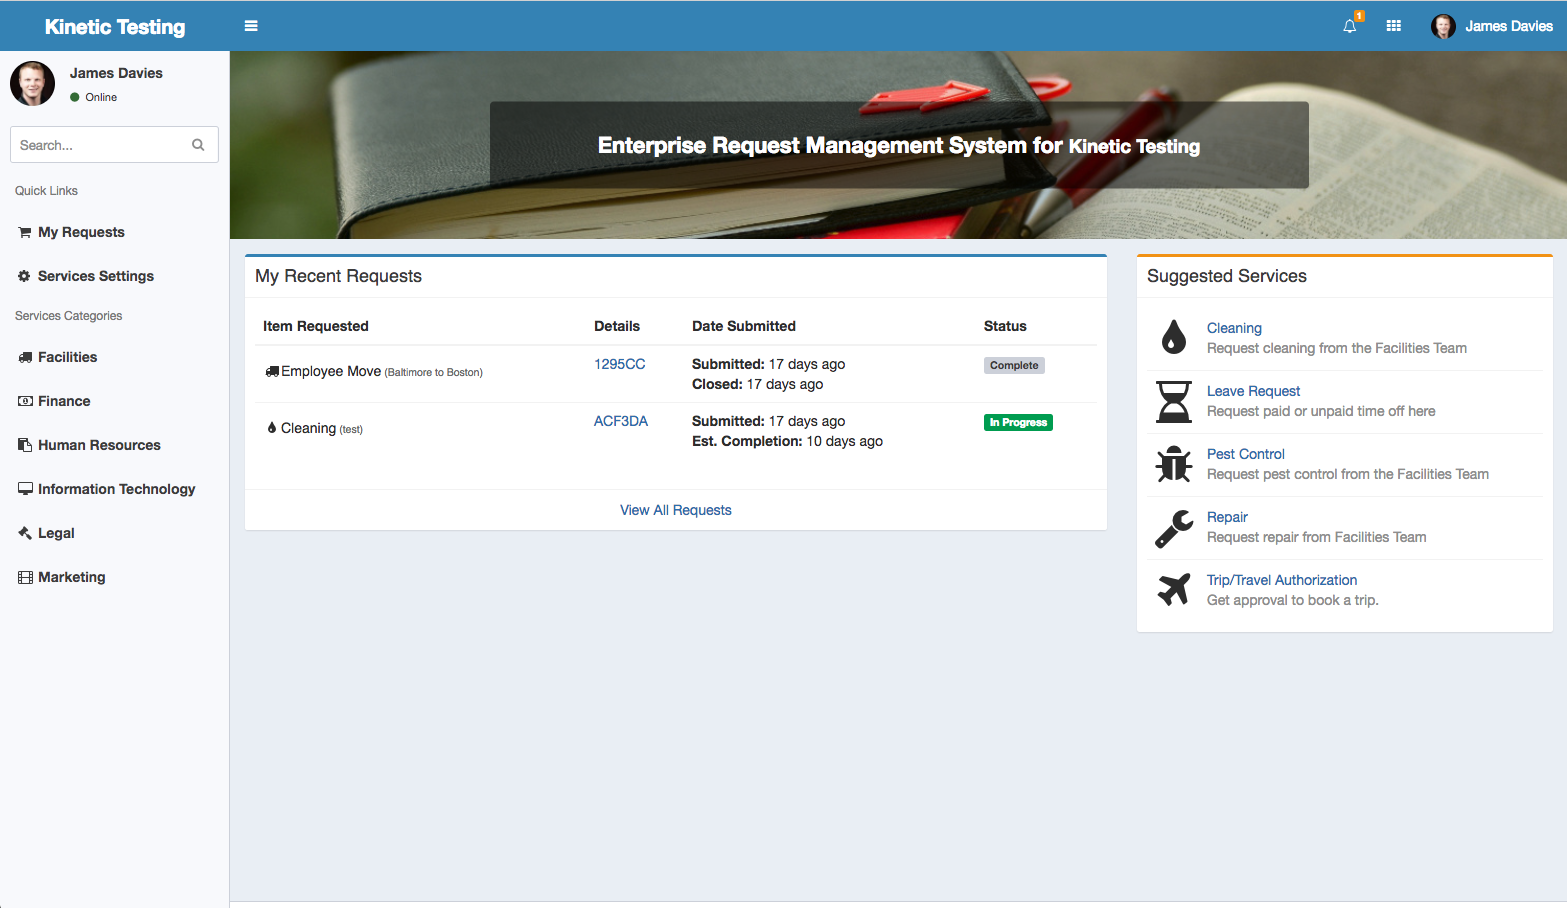 Kinetic Testing
1
James Davies
James Davies
Online
Search...
Quick Links
My Requests
Services Settings
Services Categories
Facilities
Finance
Human Resources
Information Technology
Legal
Marketing
Enterprise Request Management System for Kinetic Testing
My Recent Requests
Item Requested Details Date Submitted Status
Employee Move (Baltimore to Boston) 1295CC Submitted: 17 days ago Complete
Closed: 17 days ago
Cleaning (test) ACF3DA Submitted: 17 days ago In Progress
Est. Completion: 10 days ago
View All Requests
Suggested Services
Cleaning
Request cleaning from the Facilities Team
Leave Request
Request paid or unpaid time off here
Pest Control
Request pest control from the Facilities Team
Repair
Request repair from Facilities Team
Trip/Travel Authorization
Get approval to book a trip.